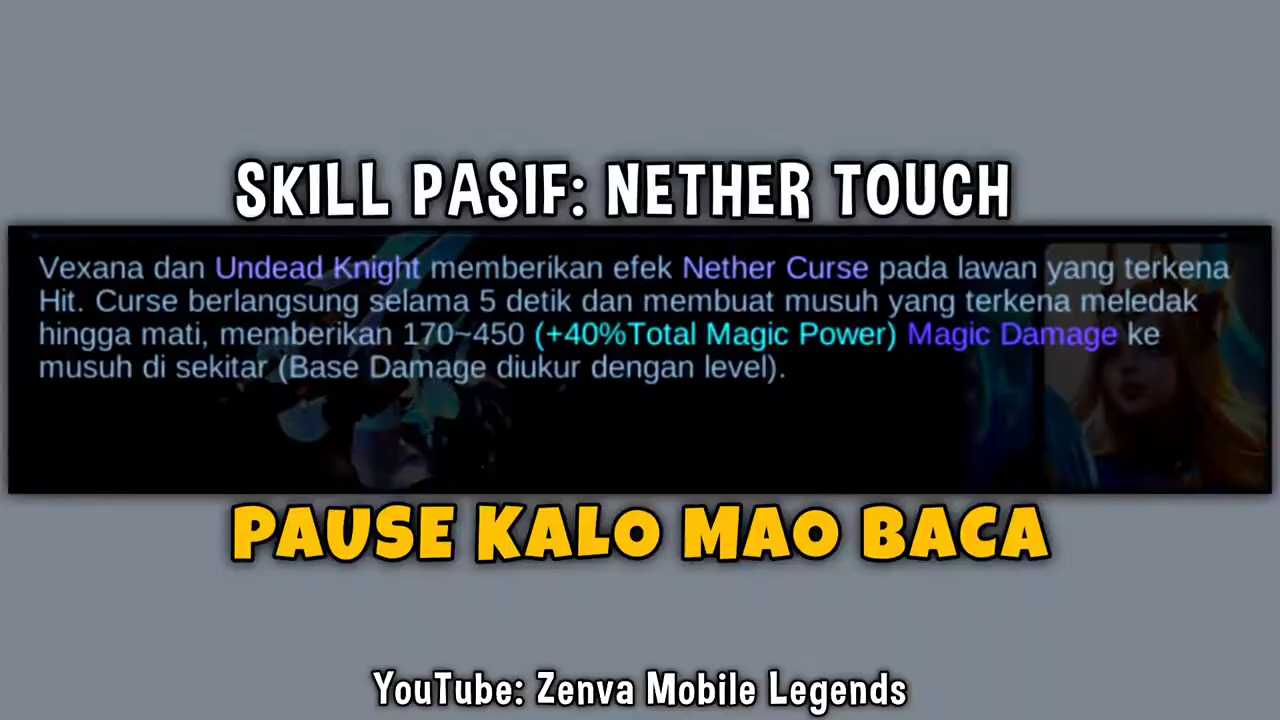 SKILL PASIF: NETHER TOUCH
Vexana dan Undead Knight memberikan efek Nether Curse pada lawan yang terkena
Hit. Curse berlangsung selama 5 detik dan membuat musuh yang terkena meledak
hingga mati, memberikan 170~450 (+40%Total Magic Power) Magic Damage ke
musuh di sekitar (Base Damage diukur dengan level).
PAUSE KALO MAO BACA
YouTube: Zenva Mobile Legends